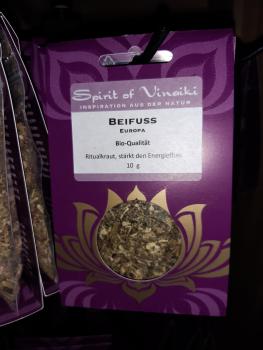 Spirit of Vinaiki
INSPIRATION AUS DER NATUR
BEIFUSS
EUROPA
Bio-Qualität
Ritualkraut, stärkt den Energiefluss
10 g